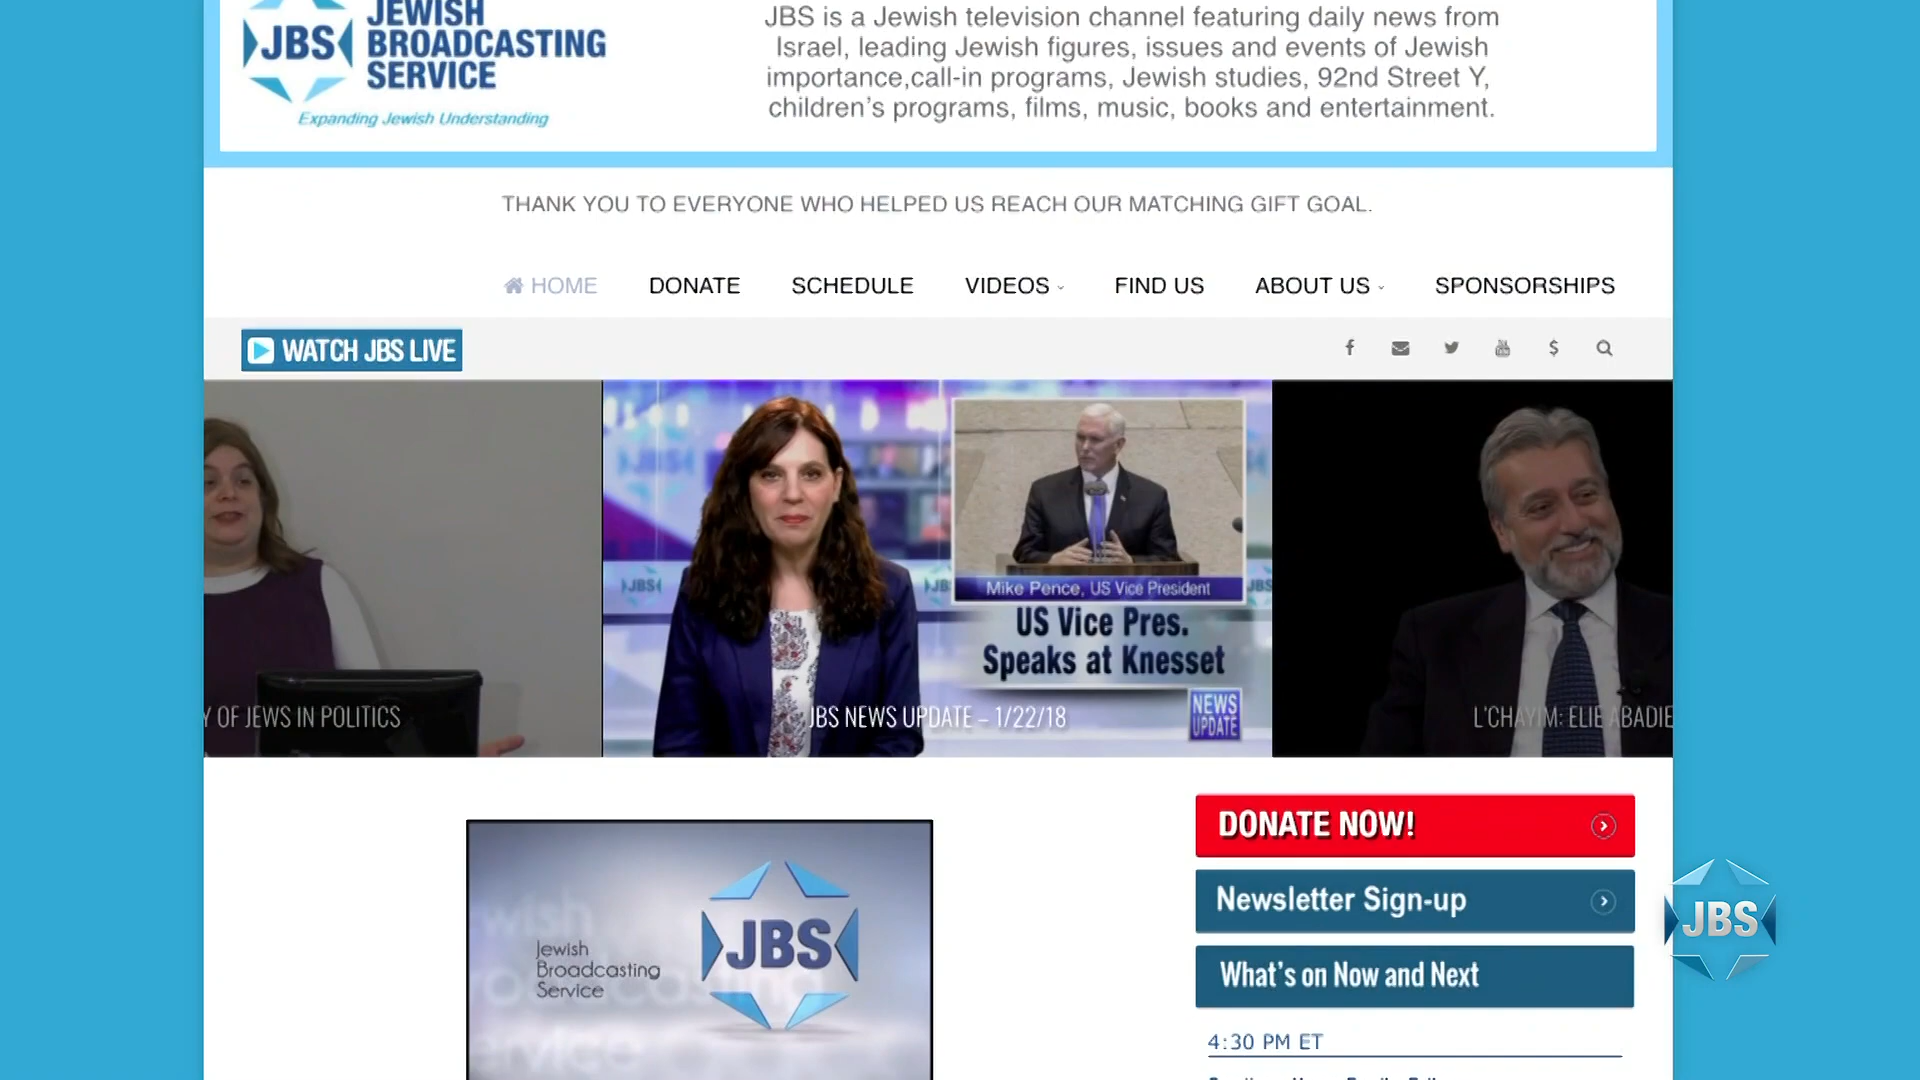 JEWISH
BROADCASTING
SERVICE
JBS
Expanding Jewish Understanding
JBS is a Jewish television channel featuring daily news from
Israel, leading Jewish figures, issues and events of Jewish
importance,call-in programs, Jewish studies, 92nd Street Y,
children's programs, films, music, books and entertainment.
THANK YOU TO EVERYONE WHO HELPED US REACH OUR MATCHING GIFT GOAL.
HOME DONATE SCHEDULE VIDEOS FIND US ABOUT US SPONSORSHIPS
WATCH JBS LIVE
Mike Pence, US Vice President
US Vice Pres.
Speaks at Knesset
NEWS
UPDATE
JBS
JBS
JBS
Y OF JEWS IN POLITICS
JBS NEWS UPDATE – 1/22/18
L'CHAYIM: ELIE ABADIE
DONATE NOW!
Newsletter Sign-up
What's on Now and Next
4:30 PM ET
Jewish
Broadcasting
Service
JBS
JBS